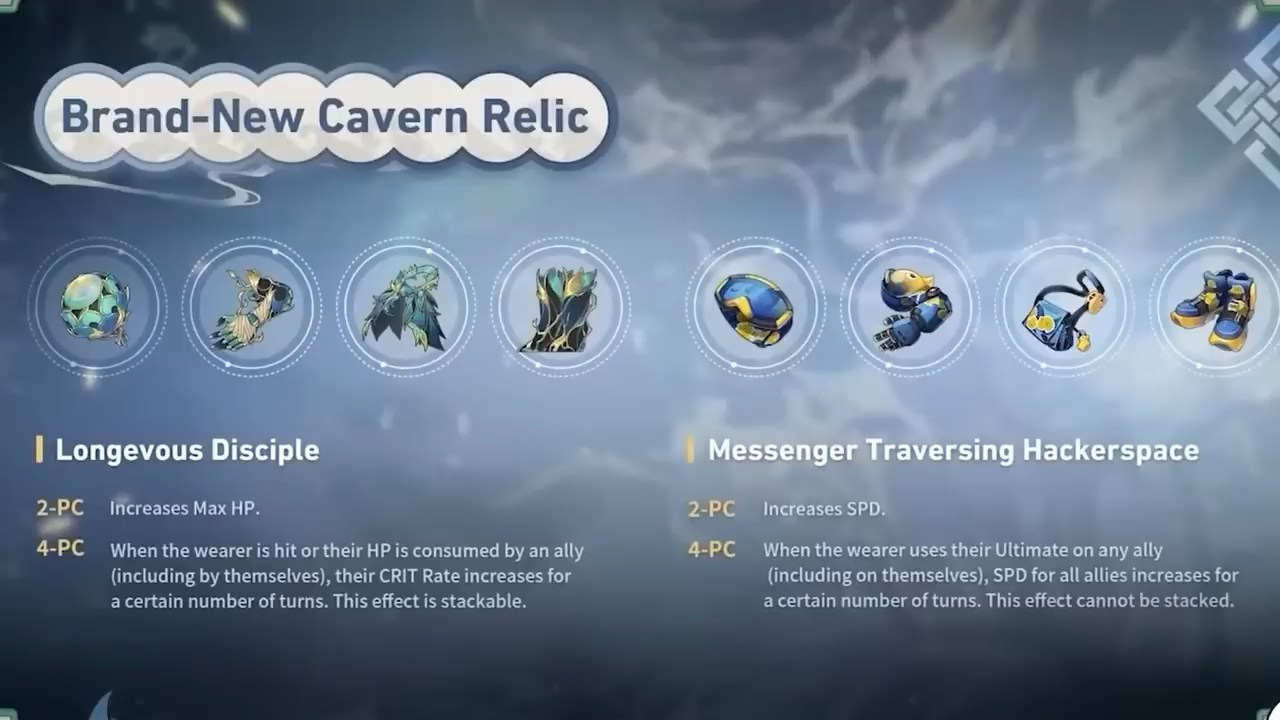 Brand-New Cavern Relic
Longevous Disciple
2-PC Increases Max HP.
4-PC When the wearer is hit or their HP is consumed by an ally
(including by themselves), their CRIT Rate increases for
a certain number of turns. This effect is stackable.
Messenger Traversing Hackerspace
2-PC Increases SPD.
4-PC When the wearer uses their Ultimate on any ally
(including on themselves), SPD for all allies increases for
a certain number of turns. This effect cannot be stacked.